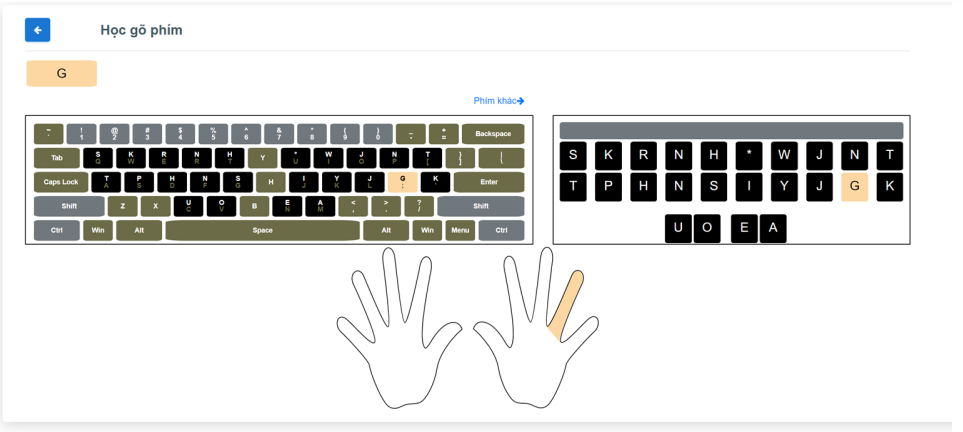 Học gõ phím
G
Phím khác
~ ! @ # $ % ^ & * ( ) _ + Backspace
` 1 2 3 4 5 6 7 8 9 0 - =
Tab S K R N H Y * W J N T } |
Q W E R T U I O P [ ] \
Caps Lock T P H N S H I J Y J L G K Enter
A S D F G J K L ; '
Shift Z X U O B E A < > ? Shift
C V N M , . /
Ctrl Win Alt Space Alt Win Menu Ctrl
S K R N H * W J N T
T P H N S I Y J G K
U O E A